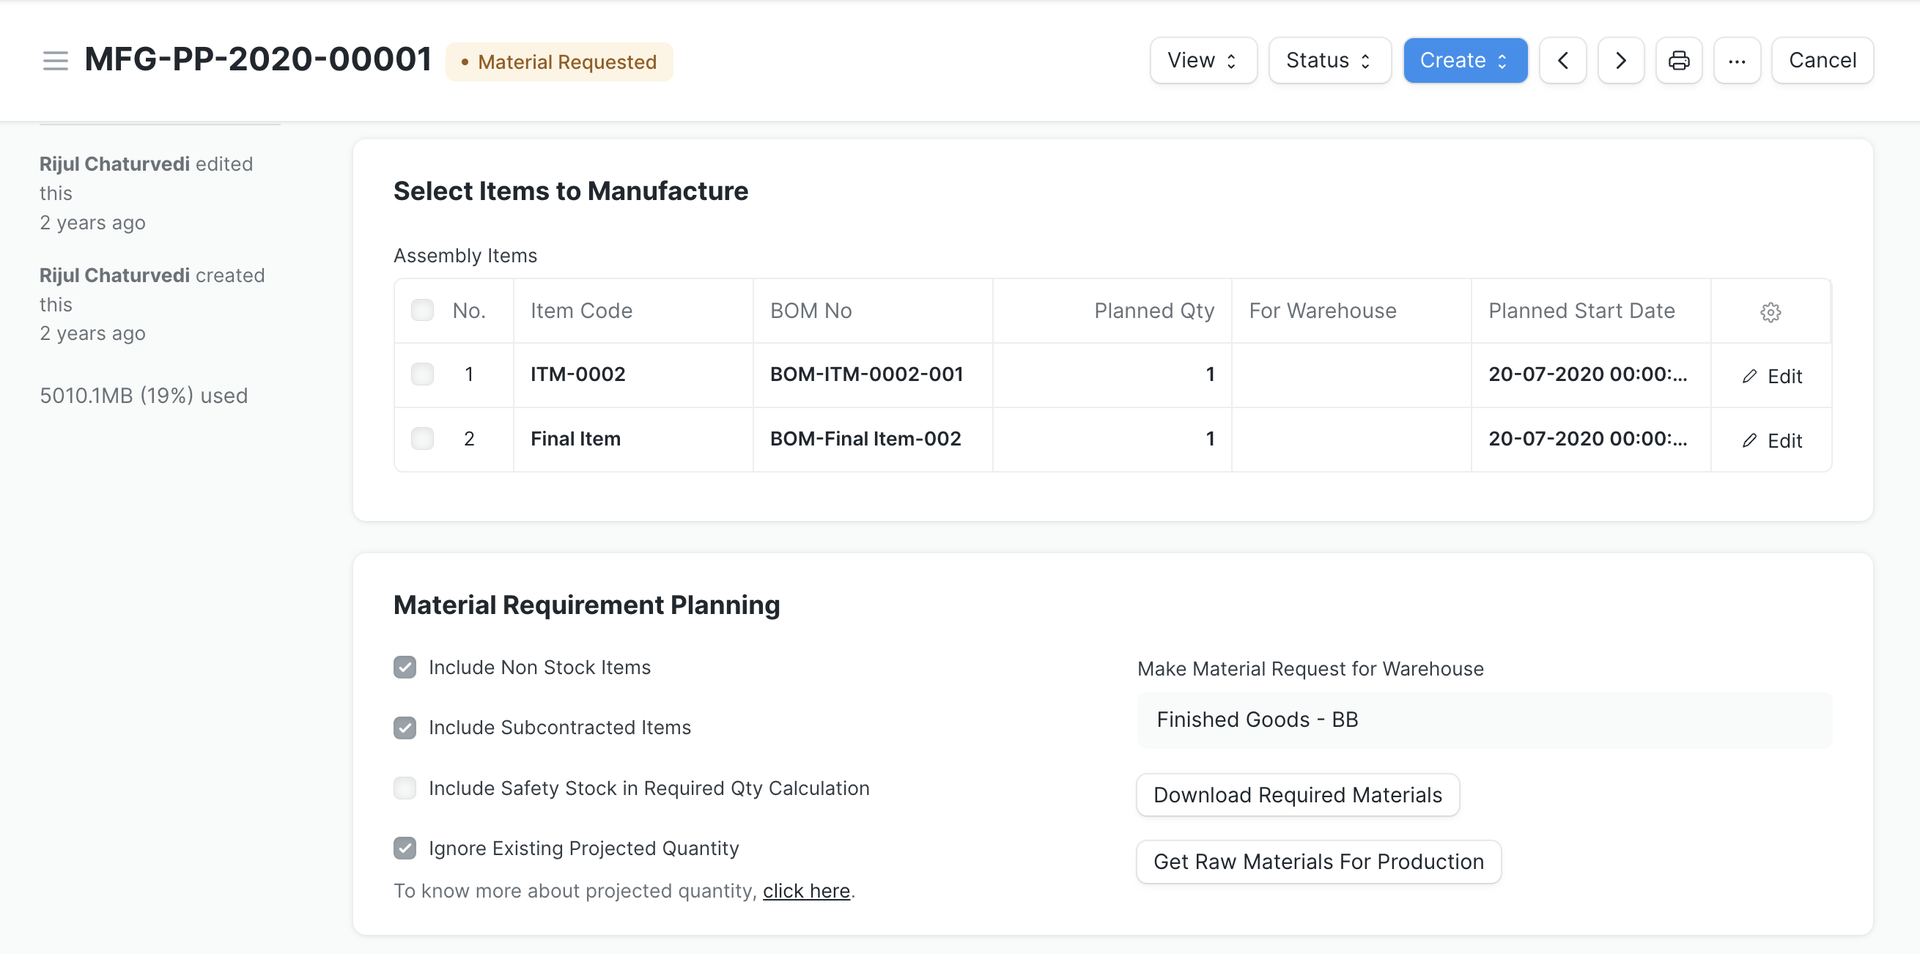 MFG-PP-2020-00001
• Material Requested
View
Status
Create
...
Cancel
Rijul Chaturvedi edited
this
2 years ago
Rijul Chaturvedi created
this
2 years ago
5010.1MB (19%) used
Select Items to Manufacture
Assembly Items
No. Item Code BOM No Planned Qty For Warehouse Planned Start Date
1 ITM-0002 BOM-ITM-0002-001 1 20-07-2020 00:00:... Edit
2 Final Item BOM-Final Item-002 1 20-07-2020 00:00:... Edit
Material Requirement Planning
Include Non Stock Items
Include Subcontracted Items
Include Safety Stock in Required Qty Calculation
Ignore Existing Projected Quantity
To know more about projected quantity, click here.
Make Material Request for Warehouse
Finished Goods - BB
Download Required Materials
Get Raw Materials For Production